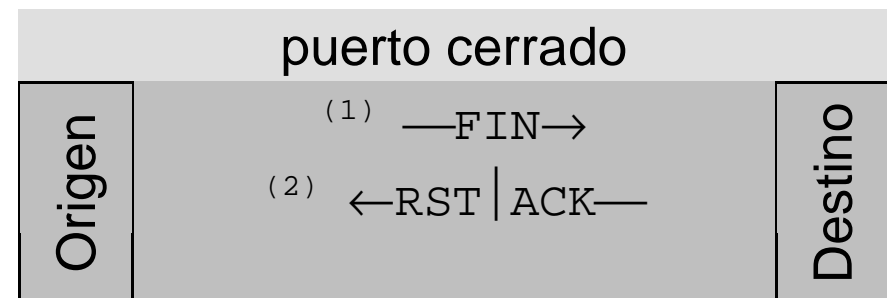 puerto cerrado
Origen
(1) —FIN→
(2) ←RST|ACK—
Destino